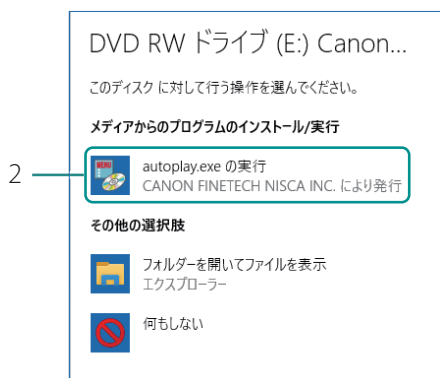 DVD RW ドライブ (E:) Canon...
このディスク に対して行う操作を選んでください。
メディアからのプログラムのインストール/実行
2
MENU
autoplay.exe の実行
CANON FINETECH NISCA INC. により発行
その他の選択肢
フォルダーを開いてファイルを表示
エクスプローラー
何もしない